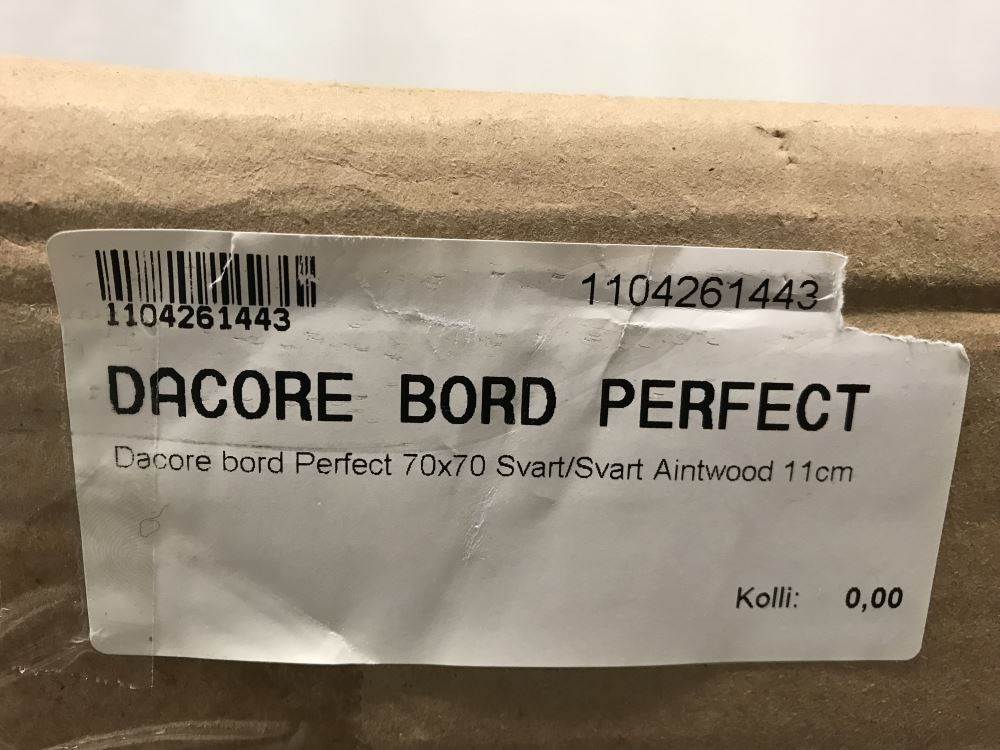 1104261443
1104261443
DACORE BORD PERFECT
Dacore bord Perfect 70x70 Svart/Svart Aintwood 11cm
Kolli: 0,00